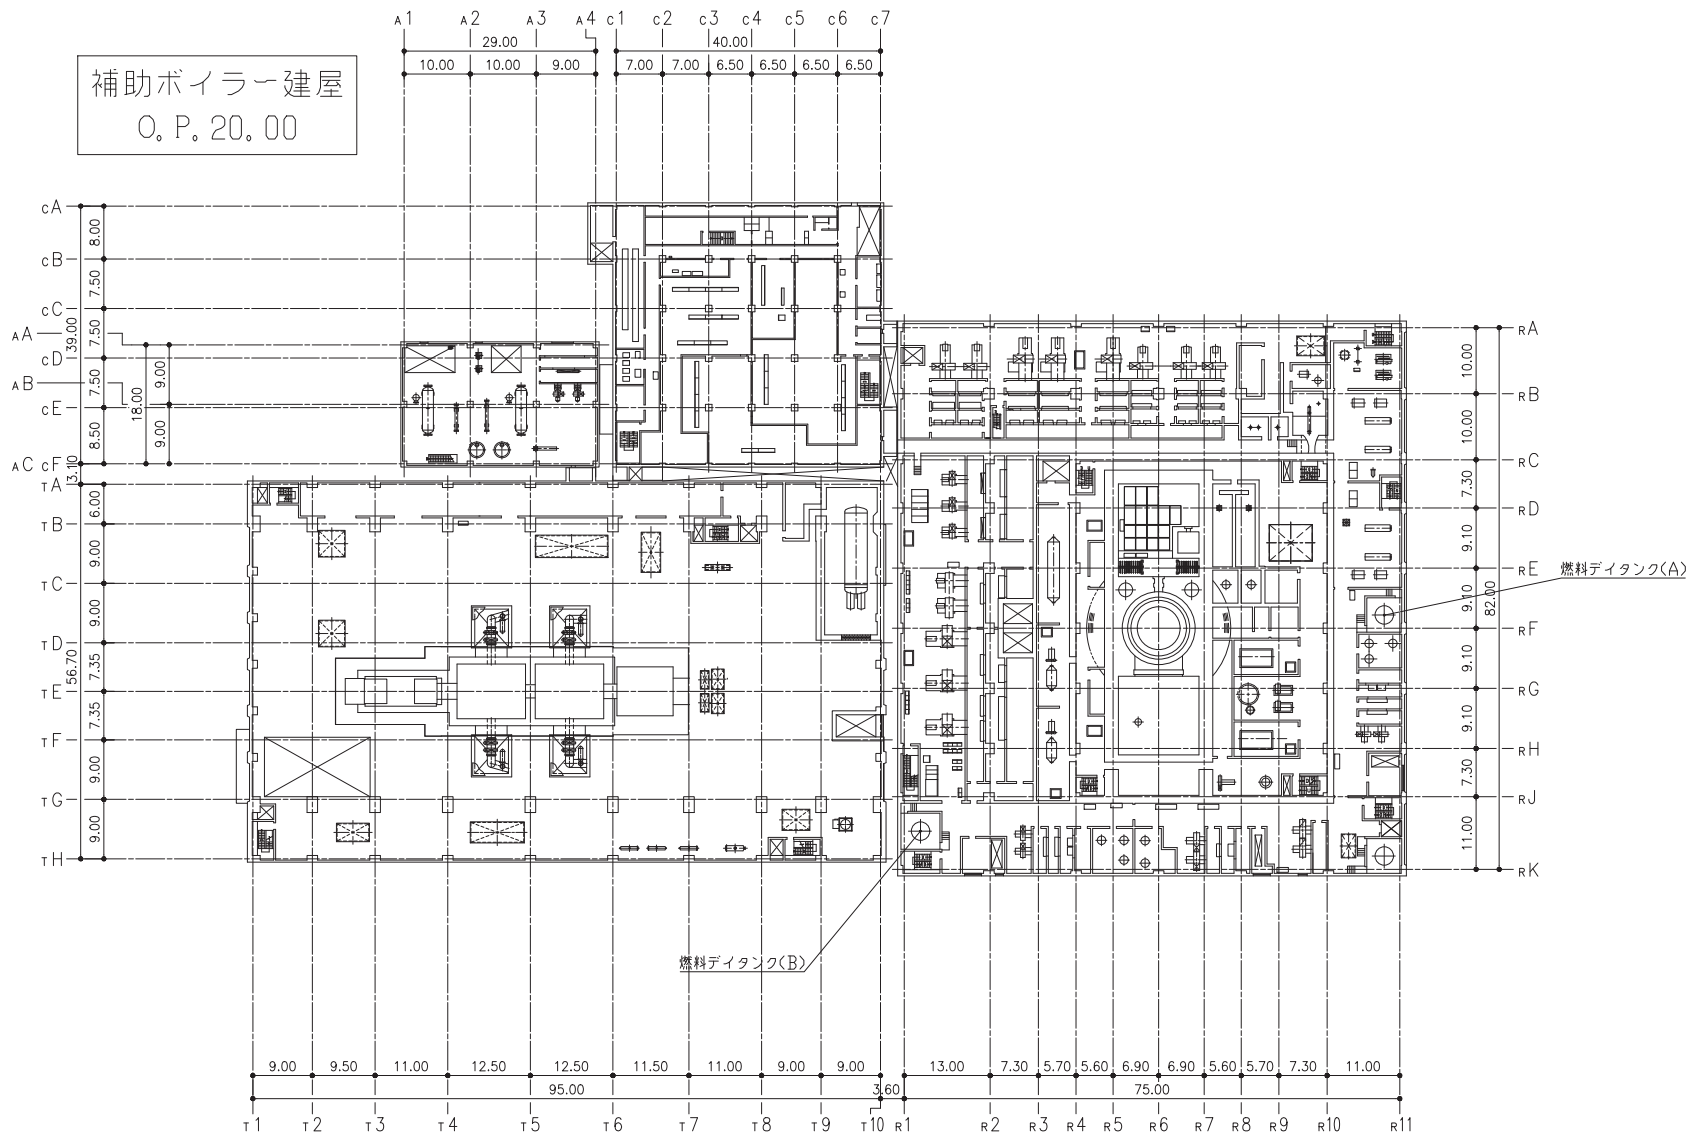 A1 A2 A3 A4 C1 C2 C3 C4 C5 C6 C7
29.00 40.00
10.00 10.00 9.00 7.00 7.00 6.50 6.50 6.50 6.50
補助ボイラー建屋
O.P.20.00
CA
8.00
CB
7.50
CC
AA 39.00 7.50
CD
AB 7.50
CE
8.50
AC CF
18.00 9.00 9.00
3.10
TA
6.00
TB
9.00
TC
9.00
TD
56.70 7.35
TE
7.35
TF
9.00
TG
9.00
TH
RA
10.00
RB
10.00
RC
7.30
RD
9.10
RE
燃料デイタンク(A)
9.10 82.00
RF
9.10
RG
9.10
RH
7.30
RJ
11.00
RK
燃料デイタンク(B)
9.00 9.50 11.00 12.50 12.50 11.50 11.00 9.00 9.00 13.00 7.30 5.70 5.60 6.90 6.90 5.60 5.70 7.30 11.00
95.00 3.60 75.00
T1 T2 T3 T4 T5 T6 T7 T8 T9 T10 R1 R2 R3 R4 R5 R6 R7 R8 R9 R10 R11